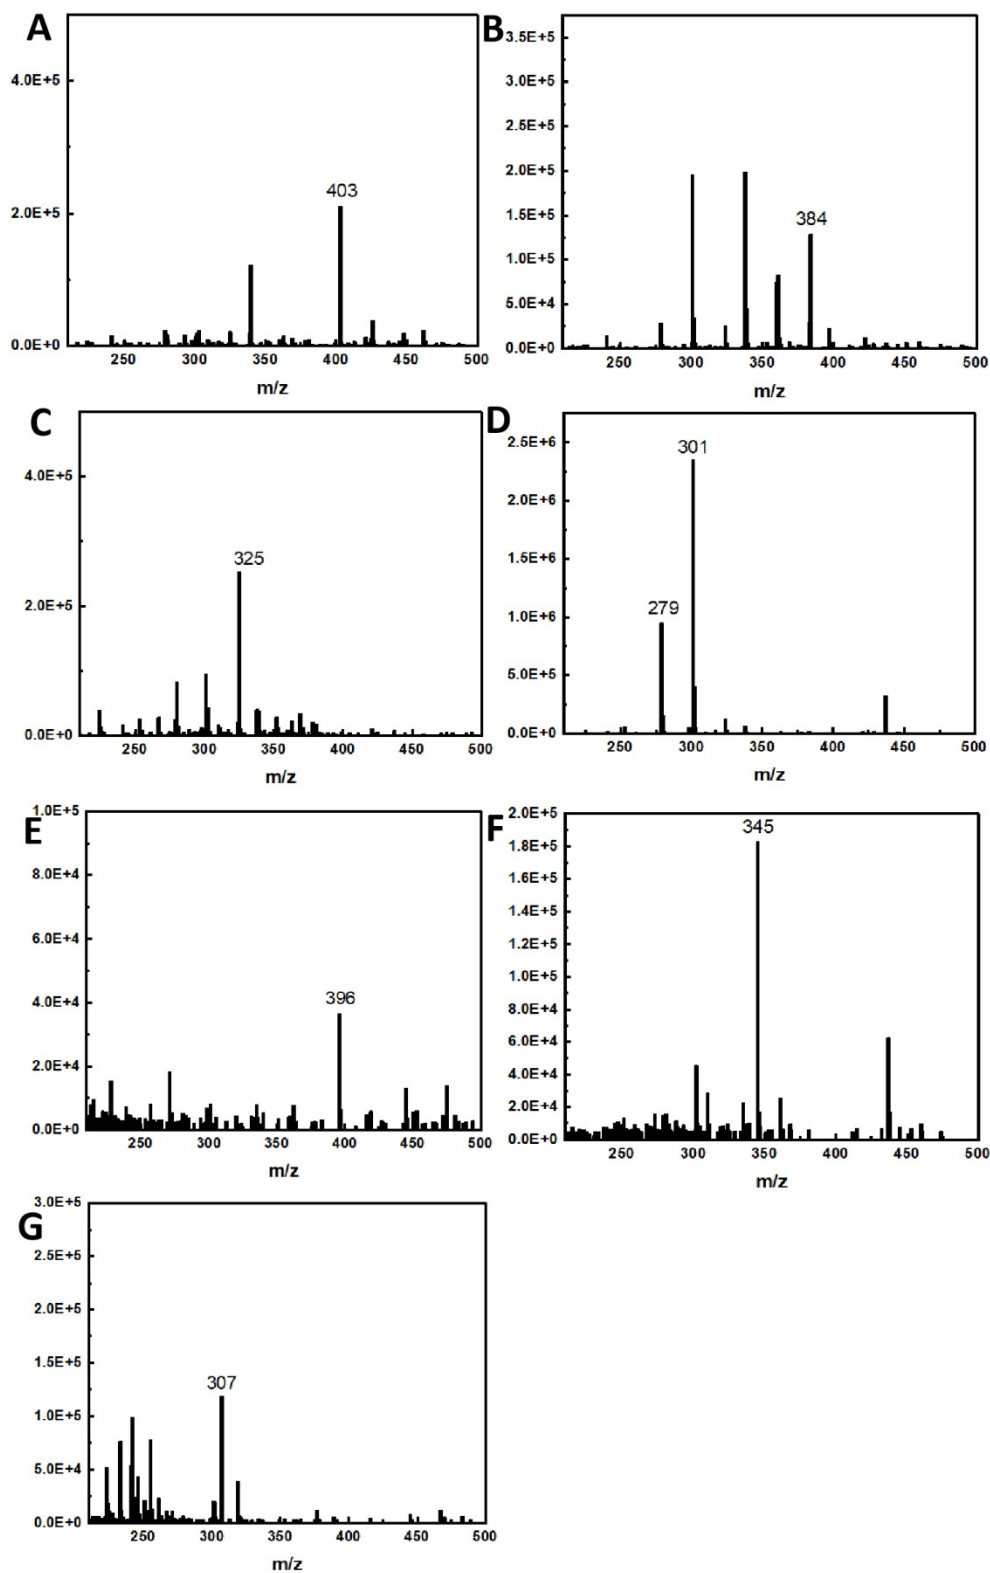 A
4.0E+5
2.0E+5
0.0E+0
403
250 300 350 400 450 500
m/z
B
3.5E+5
3.0E+5
2.5E+5
2.0E+5
1.5E+5
1.0E+5
5.0E+4
0.0E+0
384
250 300 350 400 450 500
m/z
C
4.0E+5
2.0E+5
0.0E+0
325
250 300 350 400 450 500
m/z
D
2.5E+6
2.0E+6
1.5E+6
1.0E+6
5.0E+5
0.0E+0
301
279
250 300 350 400 450 500
m/z
E
1.0E+5
8.0E+4
6.0E+4
4.0E+4
2.0E+4
0.0E+0
396
250 300 350 400 450 500
m/z
F
2.0E+5
1.8E+5
1.6E+5
1.4E+5
1.2E+5
1.0E+5
8.0E+4
6.0E+4
4.0E+4
2.0E+4
0.0E+0
345
250 300 350 400 450 500
m/z
G
3.0E+5
2.5E+5
2.0E+5
1.5E+5
1.0E+5
5.0E+4
0.0E+0
307
250 300 350 400 450 500
m/z